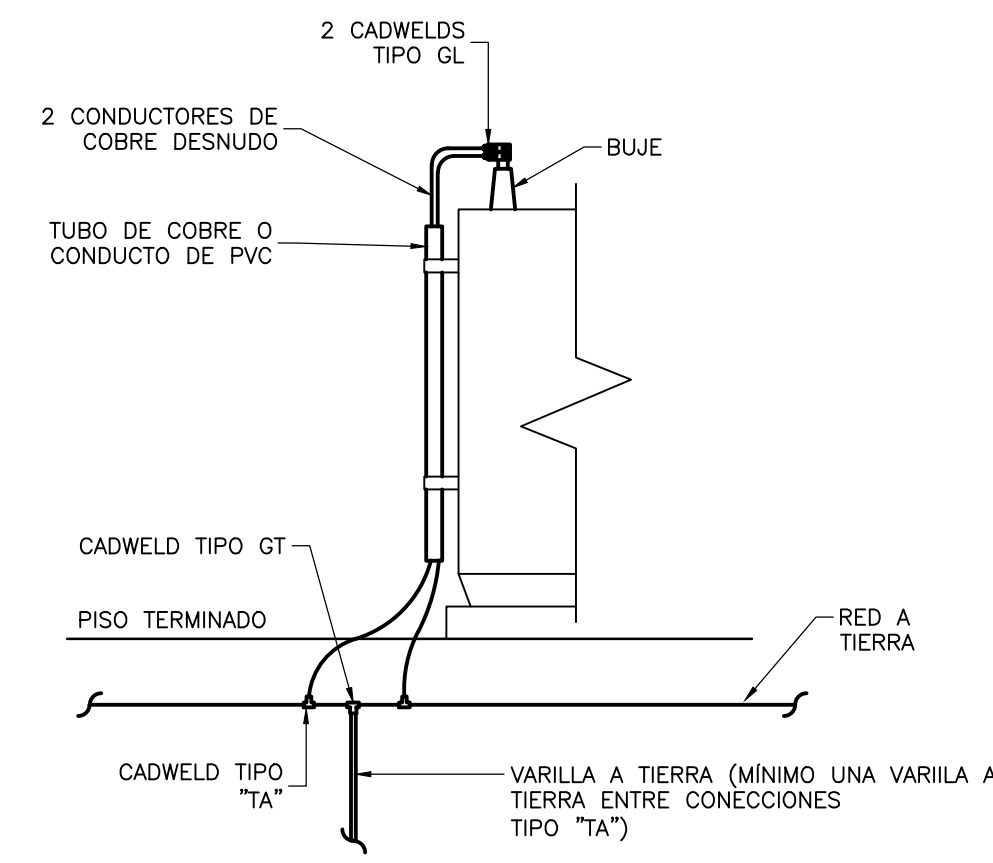 2 CADWELDS
TIPO GL
2 CONDUCTORES DE
COBRE DESNUDO
BUJE
TUBO DE COBRE O
CONDUCTO DE PVC
CADWELD TIPO GT
PISO TERMINADO
RED A
TIERRA
CADWELD TIPO
"TA"
VARILLA A TIERRA (MÍNIMO UNA VARIILA A
TIERRA ENTRE CONECCIONES
TIPO "TA")